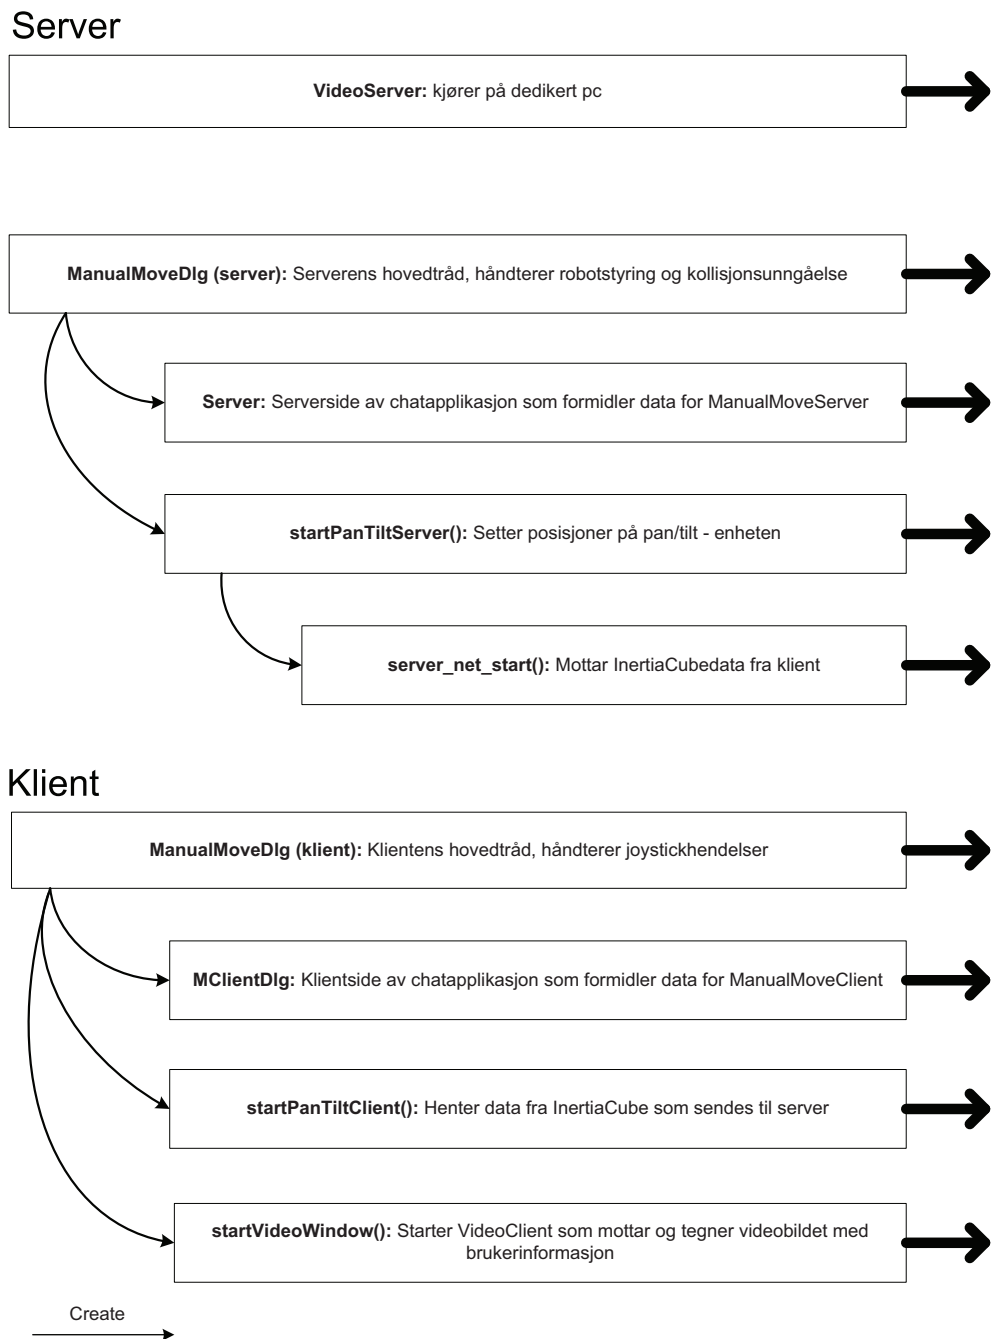 Server
VideoServer: kjører på dedikert pc
ManualMoveDlg (server): Serverens hovedtråd, håndterer robotstyring og kollisjonsunngåelse
Server: Serverside av chatapplikasjon som formidler data for ManualMoveServer
startPanTiltServer(): Setter posisjoner på pan/tilt - enheten
server_net_start(): Mottar InertiaCubedata fra klient
Klient
ManualMoveDlg (klient): Klientens hovedtråd, håndterer joystickhendelser
MClientDlg: Klientside av chatapplikasjon som formidler data for ManualMoveClient
startPanTiltClient(): Henter data fra InertiaCube som sendes til server
startVideoWindow(): Starter VideoClient som mottar og tegner videobildet med
brukerinformasjon
Create